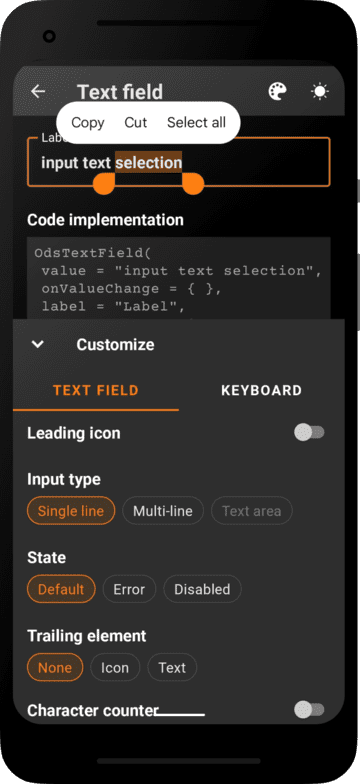 Text field
Copy Cut Select all
Labe
input text selection
Code implementation
OdsTextField(
value = "input text selection",
onValueChange = { },
label = "Label",
Customize
TEXT FIELD KEYBOARD
Leading icon
Input type
Single line Multi-line Text area
State
Default Error Disabled
Trailing element
None Icon Text
Character counter